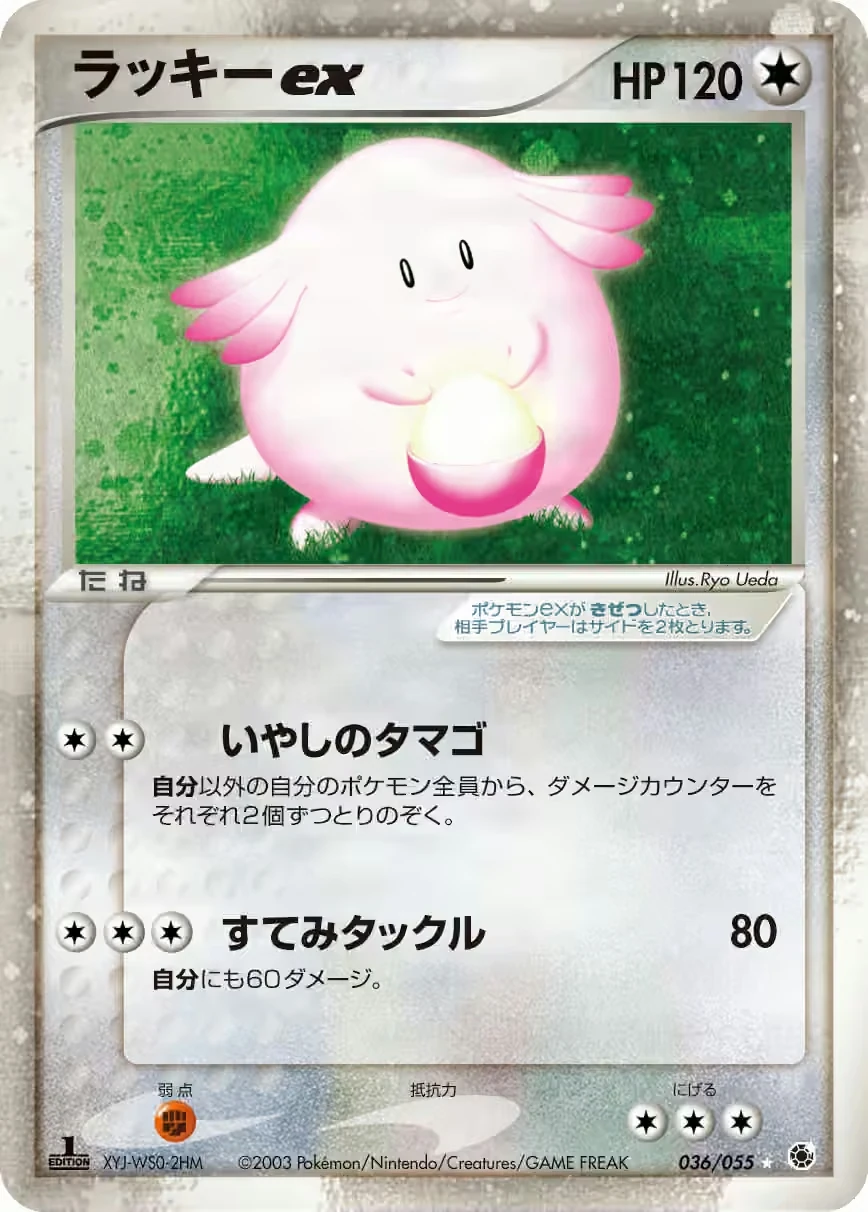 ラッキーex HP120
たね Illus.Ryo Ueda
ポケモンexが きぜつしたとき、
相手プレイヤーはサイドを2枚とります。
いやしのタマゴ
自分以外の自分のポケモン全員から、ダメージカウンターを
それぞれ2個ずつとりのぞく。
すてみタックル 80
自分にも60ダメージ。
弱点 抵抗力 にげる
1 EDITION XYJ-WS0-2HM ©2003 Pokémon/Nintendo/Creatures/GAME FREAK 036/055 ★